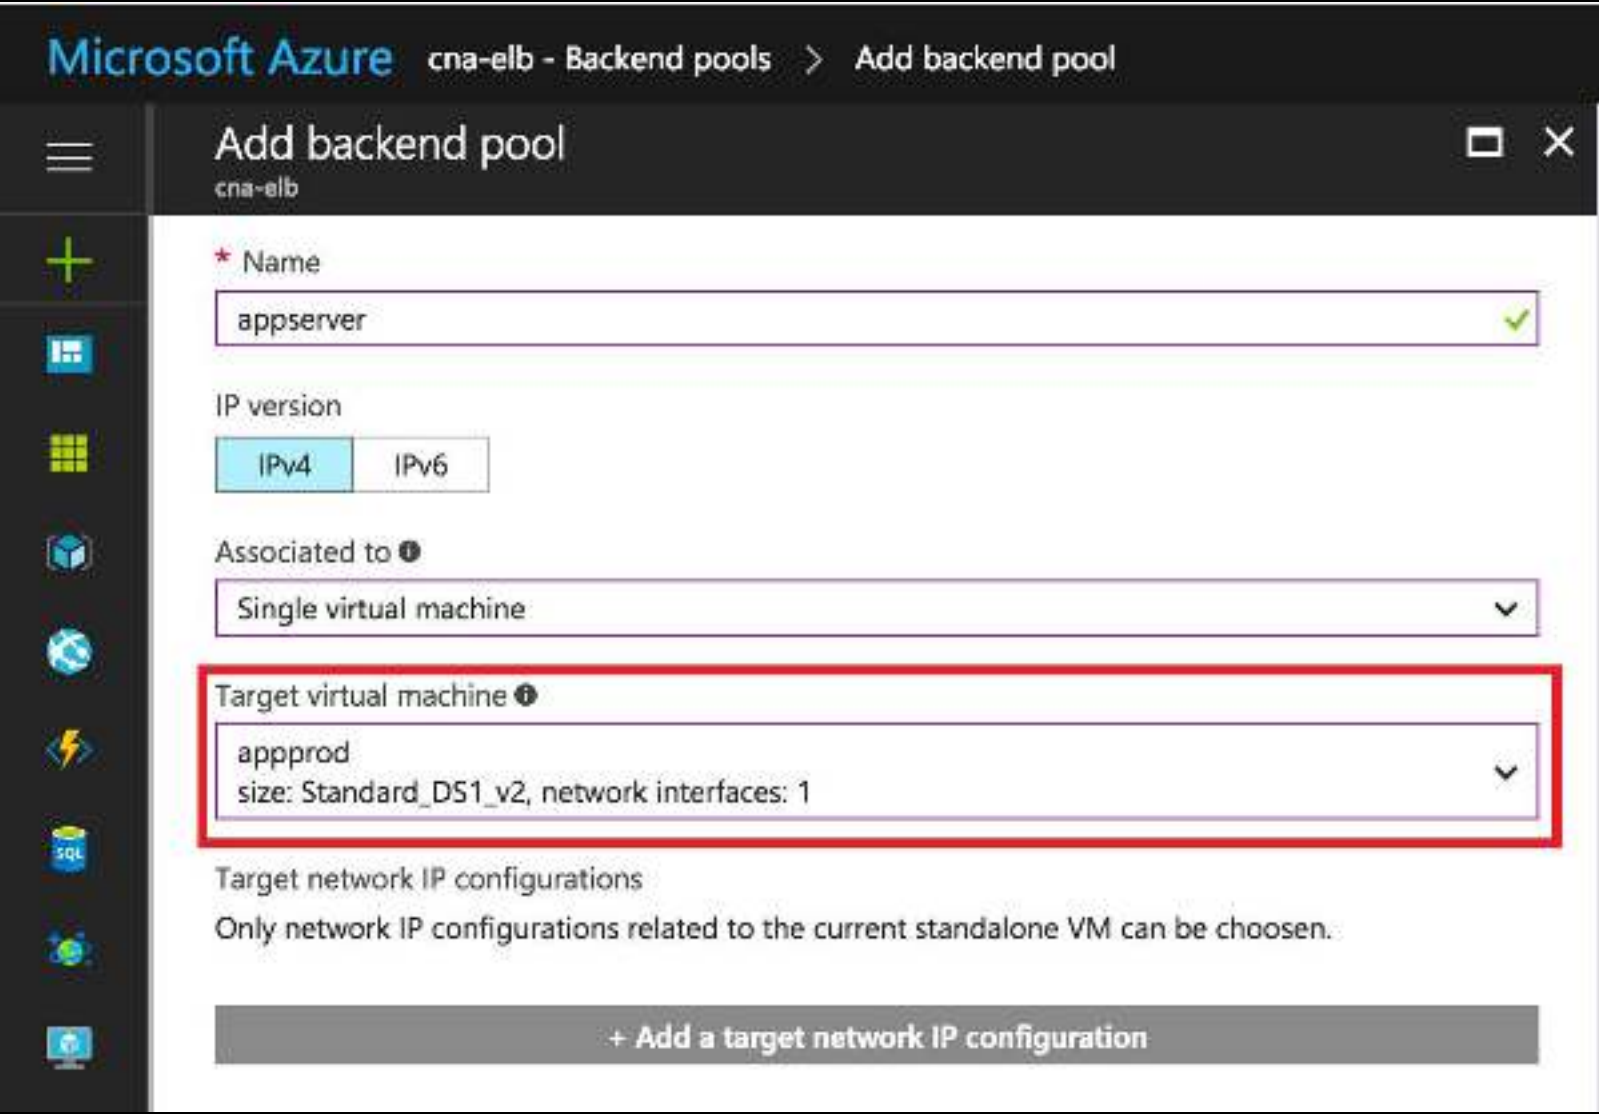 Microsoft Azure cna-elb - Backend pools > Add backend pool
Add backend pool
cna-elb
* Name
appserver
IP version
IPv4 IPv6
Associated to
Single virtual machine
Target virtual machine
appprod
size: Standard_DS1_v2, network interfaces: 1
SQL
Target network IP configurations
Only network IP configurations related to the current standalone VM can be choosen.
+ Add a target network IP configuration